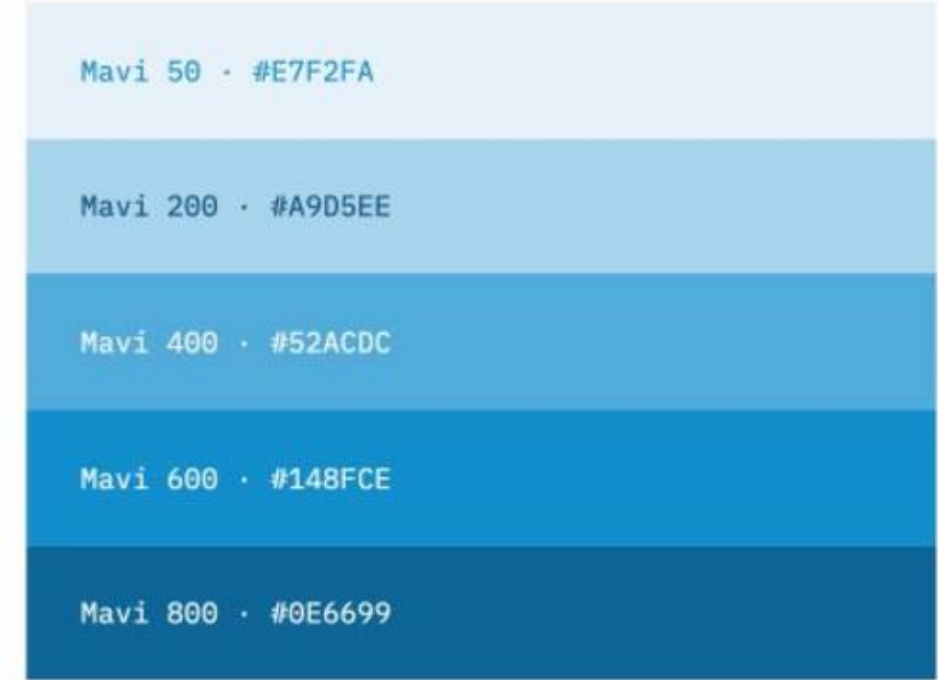 Mavi 50 · #E7F2FA
Mavi 200 · #A9D5EE
Mavi 400 · #52ACDC
Mavi 600 · #148FCE
Mavi 800 · #0E6699